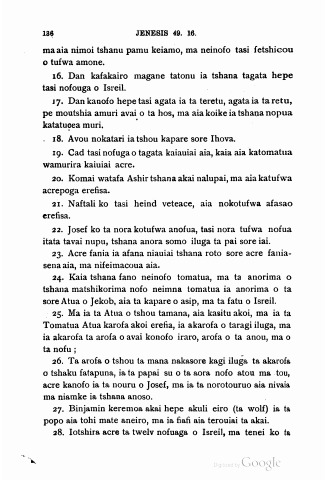 136 JENESIS 49. 16.
ma aia nimoi tshanu pamu keiamo, ma neinofo tasi fetshicou
o tufwa amone.
16. Dan kafakairo magane tatonu ia tshana tagata hepe
tasi nofouga o Isreil.
17. Dan kanofo hepe tasi agata ia ta teretu, agata ia ta retu,
pe moutshia amuri avai o ta hos, ma aia koike ia tshana nopua
katatugea muri.
18. Avou nokatari ia tshou kapare sore Ihova.
19. Cad tasi nofuga o tagata kaiauiai aia, kaia aia katomatua
wamurira kaiuiai acre.
20. Komai watafa Ashir tshana akai nalupai, ma aia katufwa
acrepoga erefisa.
21. Naftali ko tasi heind veteace, aia nokotufwa afasao
erefisa.
22. Josef ko ta nora kotufwa anofua, tasi nora tufwa nofua
itata tavai nupu, tshana anora somo iluga ta pai sore iai.
23. Acre fania ia afana niauiai tshana roto sore acre fania-
sena aia, ma nifeimacoua aia.
24. Kaia tshana fano neinofo tomatua, ma ta anorima o
tshana matshikorima nofo neimna tomatua ia anorima o ta
sore Atua o Jekob, aia ta kapare o asip, ma ta fatu o Isreil.
25. Ma ia ta Atua o tshou tamana, aia kasitu akoi, ma ia ta
Tomatua Atua karofa akoi erefia, ia akarofa o taragi iluga, ma
ia akarofa ta arofa o avai konofo iraro, arofa o ta anou, ma o
ta nofu ;
26. Ta arofa o tshou ta mana nakasore kagi iluga ta akarofa
o tshaku fatapuna, ia ta papai su o ta sora nofo atou ma tou,
acre kanofo ia ta nouru o Josef, ma ia ta norotouruo aia nivaia
ma niamke ia tshana anoso.
27. Binjamin keremoa akai hepe akuli eiro (ta wolf) ia ta
popo aia tohi mate aneiro, ma ia fiafi aia terouiai ta akai.
28. Iotshira acre ta twelv nofuaga o Isreil, ma tenei ko ta
Digitized by Google